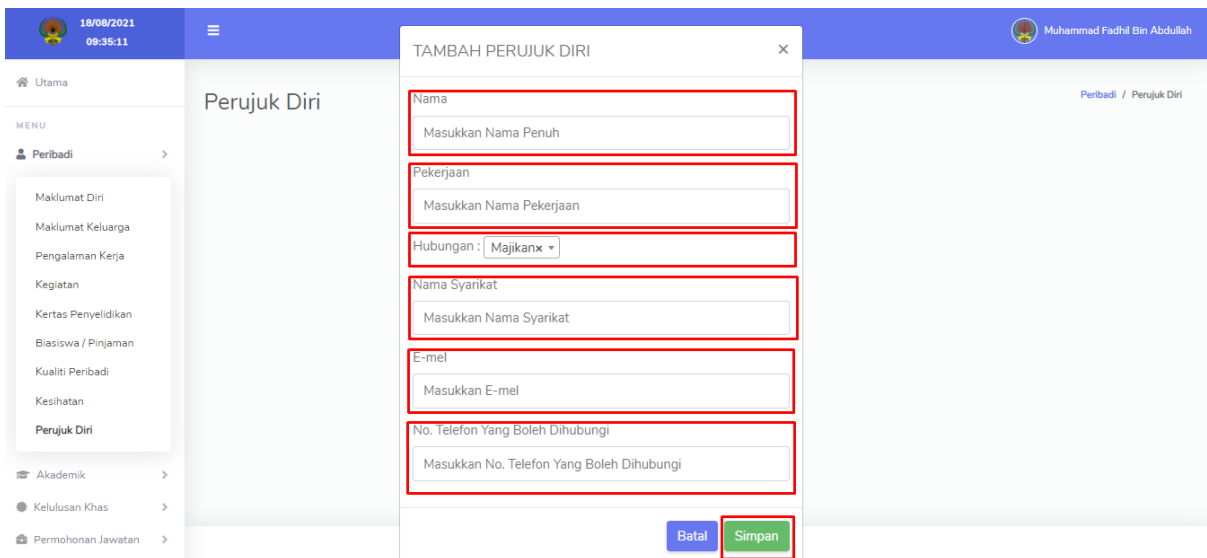 18/08/2021
09:35:11
Muhammad Fadhil Bin Abdullah
Utama
MENU
Peribadi
Maklumat Diri
Maklumat Keluarga
Pengalaman Kerja
Kegiatan
Kertas Penyelidikan
Biasiswa / Pinjaman
Kualiti Peribadi
Kesihatan
Perujuk Diri
Akademik
Kelulusan Khas
Permohonan Jawatan
Perujuk Diri
Peribadi / Perujuk Diri
TAMBAH PERUJUK DIRI ×
Nama
Masukkan Nama Penuh
Pekerjaan
Masukkan Nama Pekerjaan
Hubungan : Majikan×
Nama Syarikat
Masukkan Nama Syarikat
E-mel
Masukkan E-mel
No. Telefon Yang Boleh Dihubungi
Masukkan No. Telefon Yang Boleh Dihubungi
Batal Simpan